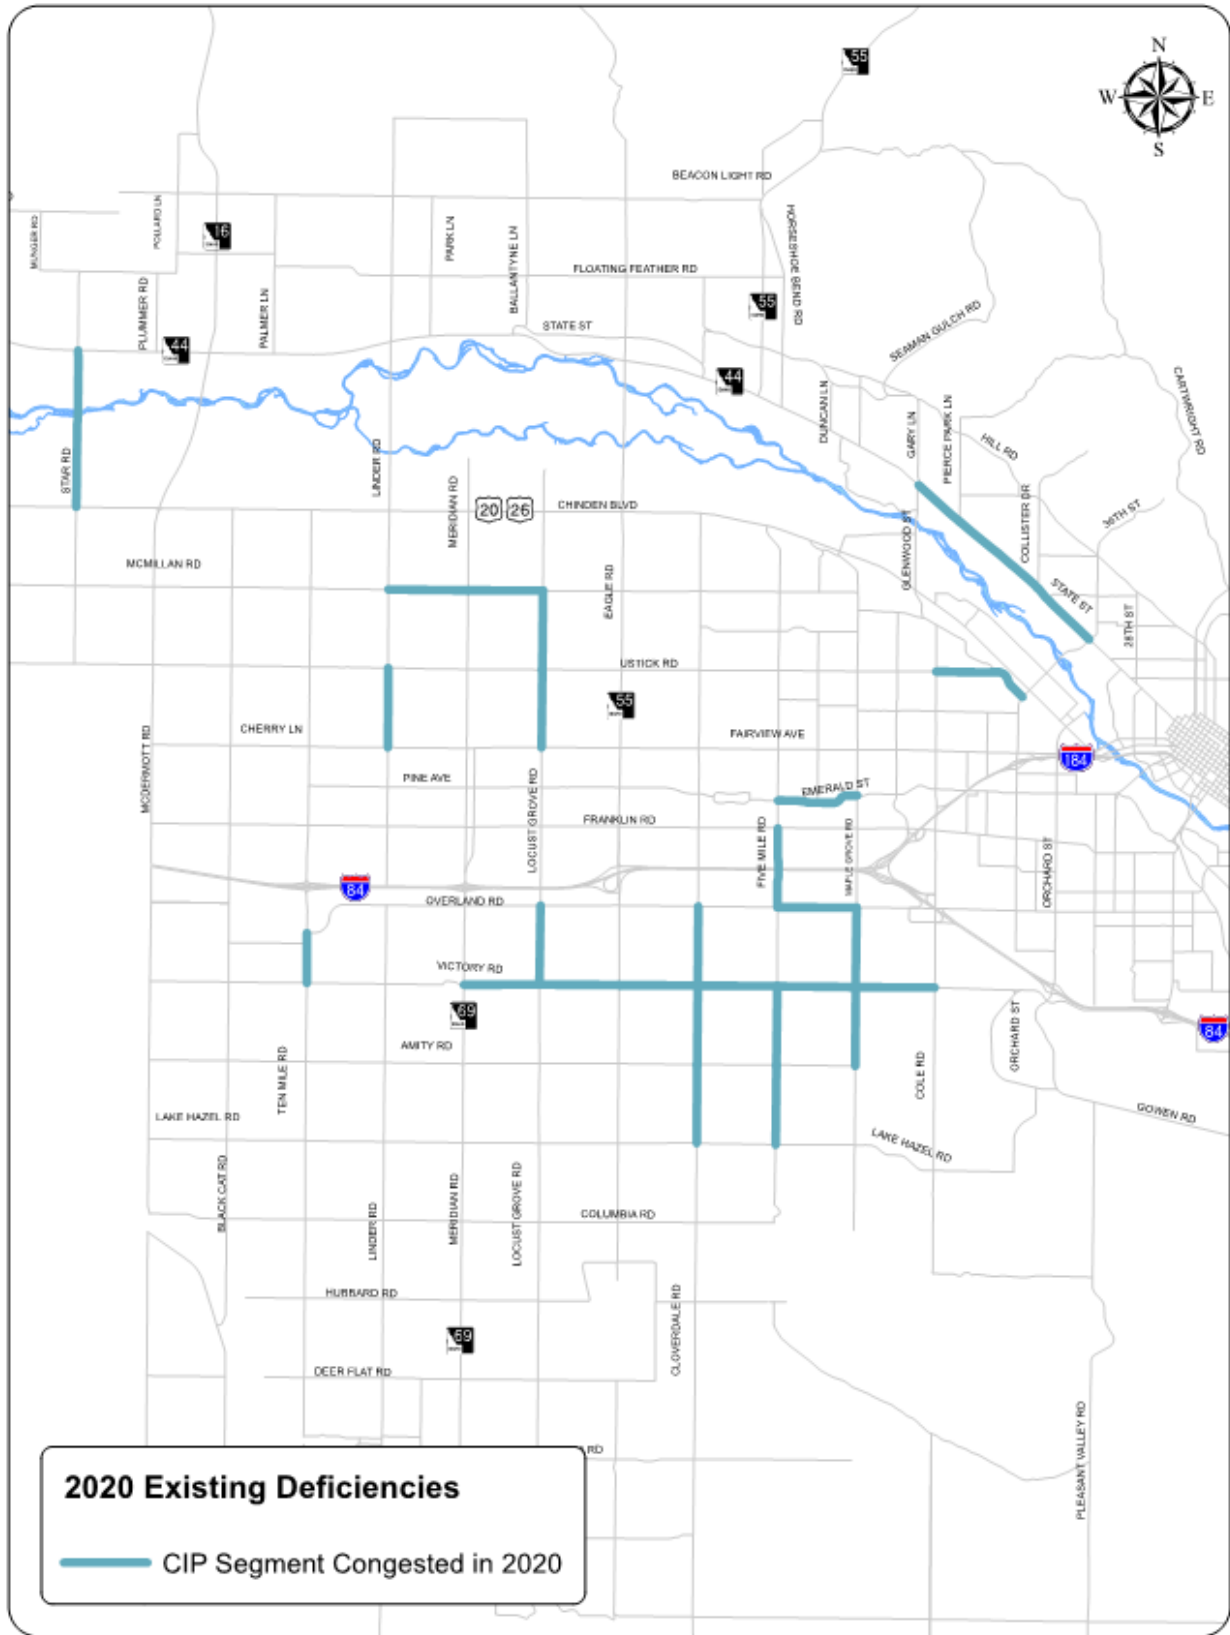 55
N
W E
S
BEACON LIGHT RD
MUNGER RD
POLLARD LN
16
PARK LN
BALLANTYNE LN
HORSESHOE BEND RD
FLOATING FEATHER RD
PLUMMER RD
PALMER LN
55
STATE ST
SEAMAN GULCH RD
44
44
DUNCAN LN
CARTWRIGHT RD
GARY LN
PIERCE PARK LN
HILL RD
STAR RD
LINDER RD
MERIDIAN RD
20 26
CHINDEN BLVD
GLENWOOD ST
COLLISTER DR
36TH ST
MCMILLAN RD
EAGLE RD
STATE ST
28TH ST
USTICK RD
55
MCDERMOTT RD
CHERRY LN
FAIRVIEW AVE
184
PINE AVE
LOCUST GROVE RD
EMERALD ST
FRANKLIN RD
FIVE MILE RD
MAPLE GROVE RD
ORCHARD ST
84
OVERLAND RD
VICTORY RD
69
ORCHARD ST
84
AMITY RD
TEN MILE RD
COLE RD
LAKE HAZEL RD
GOWEN RD
LAKE HAZEL RD
BLACK CAT RD
LINDER RD
MERIDIAN RD
LOCUST GROVE RD
COLUMBIA RD
HUBBARD RD
CLOVERDALE RD
69
DEER FLAT RD
PLEASANT VALLEY RD
RD
2020 Existing Deficiencies
CIP Segment Congested in 2020